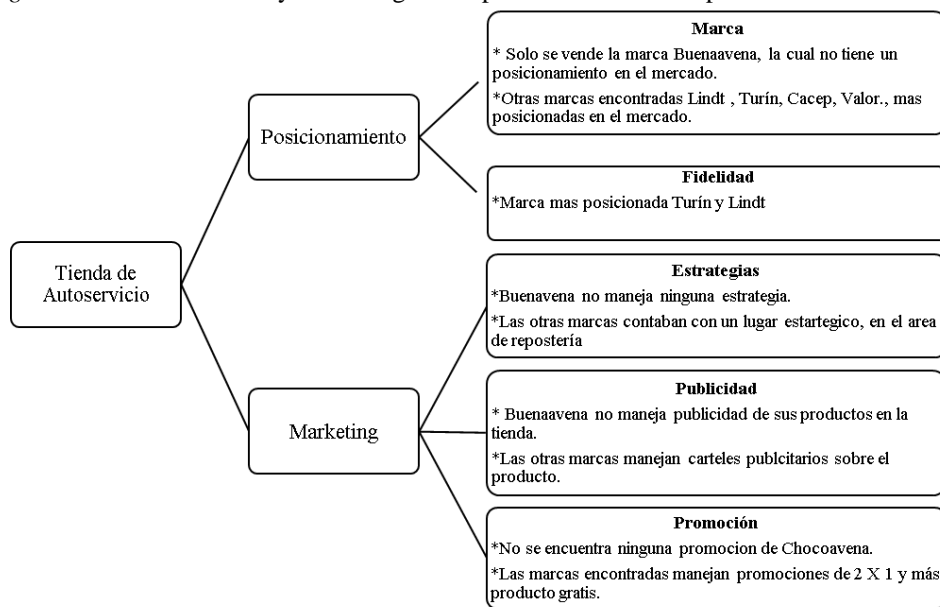 Marca
* Solo se vende la marca Buenaavena, la cual no tiene un
posicionamiento en el mercado.
*Otras marcas encontradas Lindt , Turín, Cacep, Valor., mas
posicionadas en el mercado.
Posicionamiento
Fidelidad
*Marca mas posicionada Turín y Lindt
Tienda de
Autoservicio
Estrategias
*Buenavena no maneja ninguna estrategia.
*Las otras marcas contaban con un lugar estartegico, en el area
de repostería
Marketing
Publicidad
* Buenaavena no maneja publicidad de sus productos en la
tienda.
*Las otras marcas manejan carteles publcitarios sobre el
producto.
Promoción
*No se encuentra ninguna promocion de Chocoavena.
*Las marcas encontradas manejan promociones de 2 X 1 y más
producto gratis.